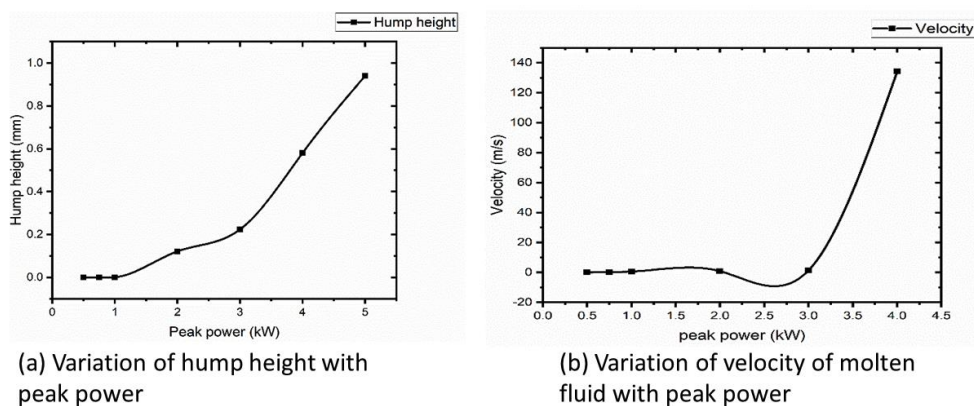 Hump height
1.0
0.8
0.6
0.4
0.2
0.0
Hump height (mm)
0 1 2 3 4 5
Peak power (kW)
(a) Variation of hump height with
peak power
Velocity
140
120
100
80
60
40
20
0
-20
Velocity (m/s)
0.0 0.5 1.0 1.5 2.0 2.5 3.0 3.5 4.0 4.5
peak power (kW)
(b) Variation of velocity of molten
fluid with peak power